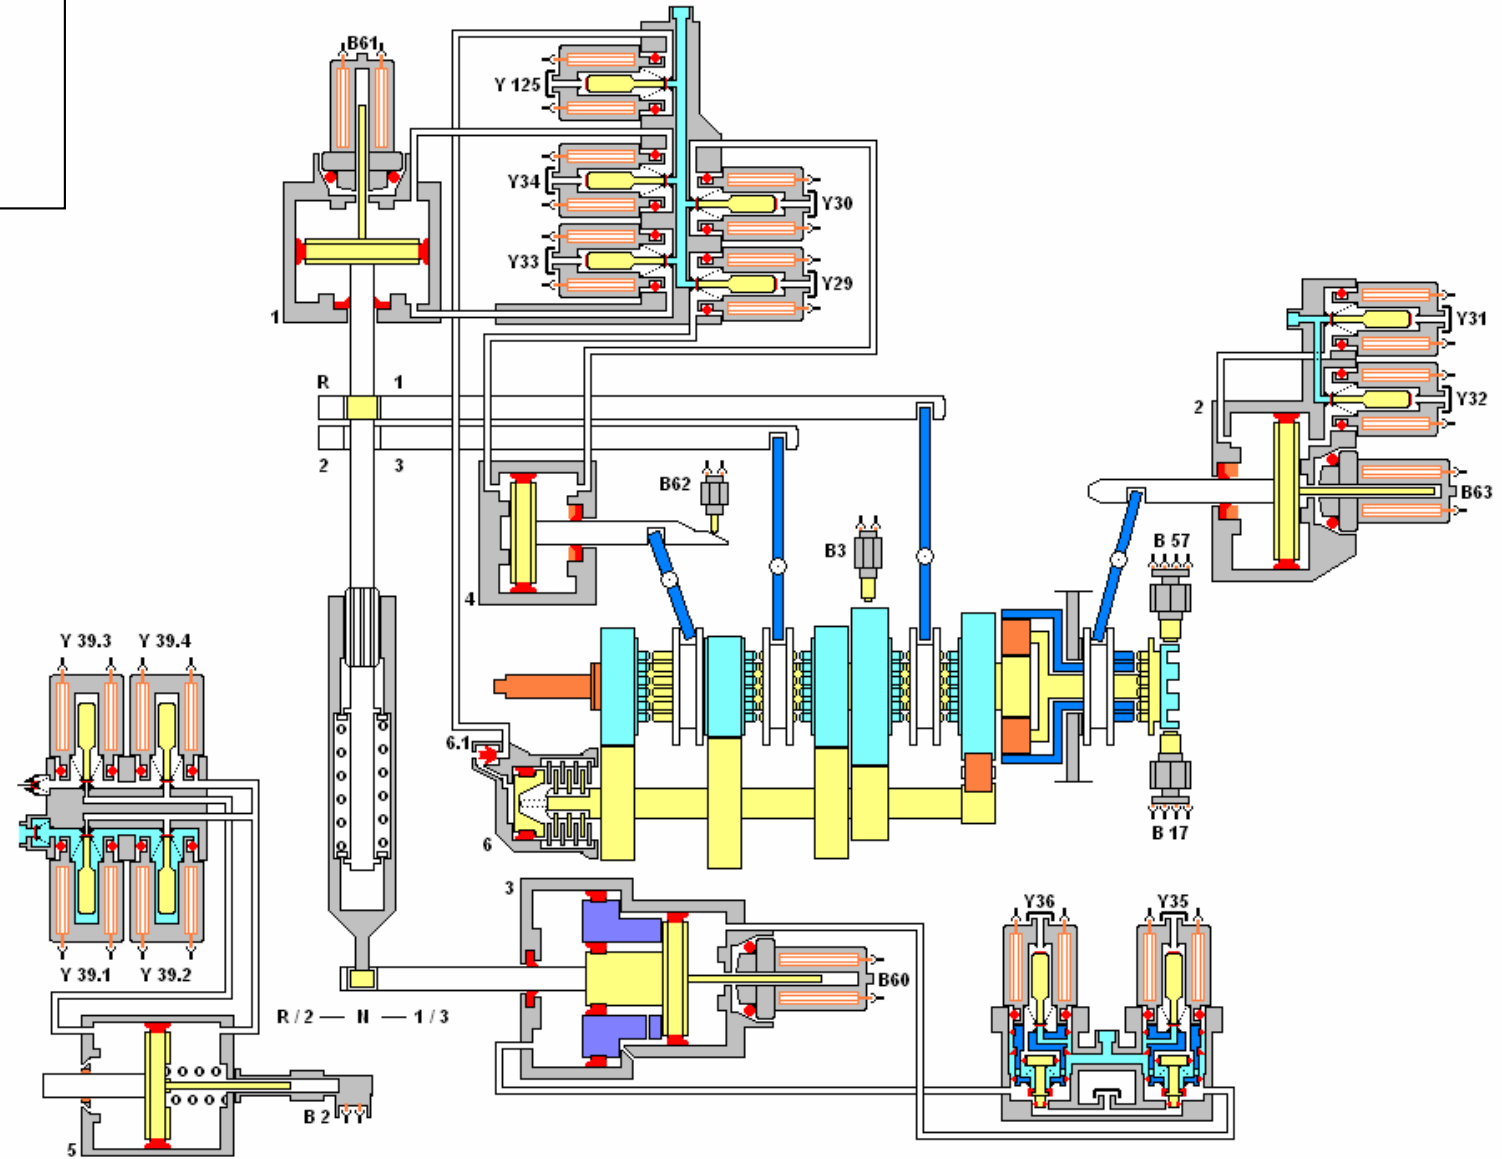 B61
Y 125
Y34
Y30
Y33
Y29
1
Y31
Y32
2
R 1
2 3
B62
B63
B3
B 57
4
Y 39.3 Y 39.4
6.1
6
B 17
3
Y36 Y35
Y 39.1 Y 39.2
B60
R / 2 — N — 1 / 3
B 2
5